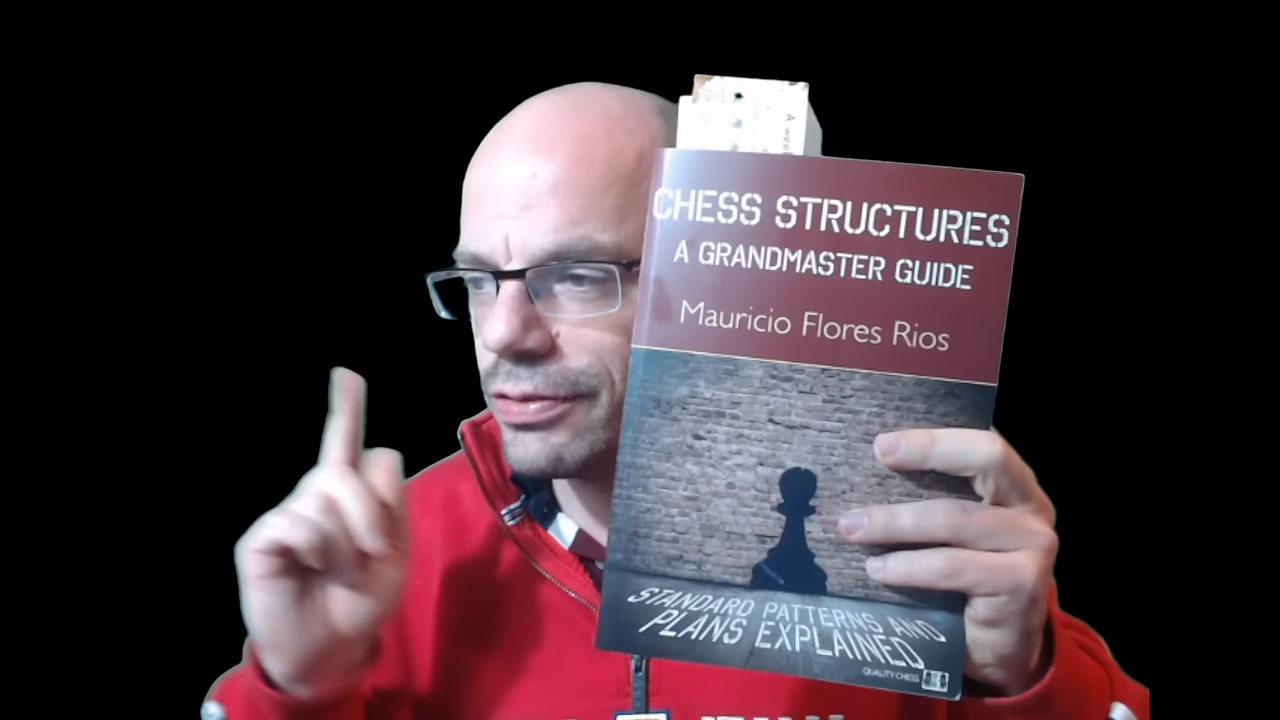 CHESS STRUCTURES
A GRANDMASTER GUIDE
Mauricio Flores Rios
STANDARD PATTERNS AND
PLANS EXPLAINED
QUALITY CHESS